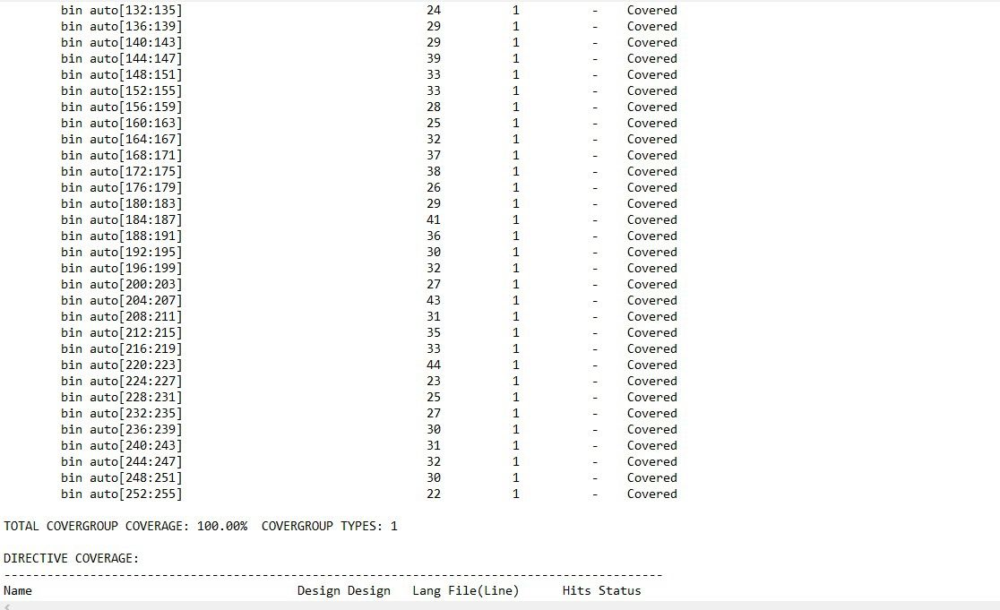 bin auto[132:135] 24 1 - Covered
bin auto[136:139] 29 1 - Covered
bin auto[140:143] 29 1 - Covered
bin auto[144:147] 39 1 - Covered
bin auto[148:151] 33 1 - Covered
bin auto[152:155] 33 1 - Covered
bin auto[156:159] 28 1 - Covered
bin auto[160:163] 25 1 - Covered
bin auto[164:167] 32 1 - Covered
bin auto[168:171] 37 1 - Covered
bin auto[172:175] 38 1 - Covered
bin auto[176:179] 26 1 - Covered
bin auto[180:183] 29 1 - Covered
bin auto[184:187] 41 1 - Covered
bin auto[188:191] 36 1 - Covered
bin auto[192:195] 30 1 - Covered
bin auto[196:199] 32 1 - Covered
bin auto[200:203] 27 1 - Covered
bin auto[204:207] 43 1 - Covered
bin auto[208:211] 31 1 - Covered
bin auto[212:215] 35 1 - Covered
bin auto[216:219] 33 1 - Covered
bin auto[220:223] 44 1 - Covered
bin auto[224:227] 23 1 - Covered
bin auto[228:231] 25 1 - Covered
bin auto[232:235] 27 1 - Covered
bin auto[236:239] 30 1 - Covered
bin auto[240:243] 31 1 - Covered
bin auto[244:247] 32 1 - Covered
bin auto[248:251] 30 1 - Covered
bin auto[252:255] 22 1 - Covered
TOTAL COVERGROUP COVERAGE: 100.00% COVERGROUP TYPES: 1
DIRECTIVE COVERAGE:
--------------------------------------------------------------------------------------------
Name Design Design Lang File(Line) Hits Status